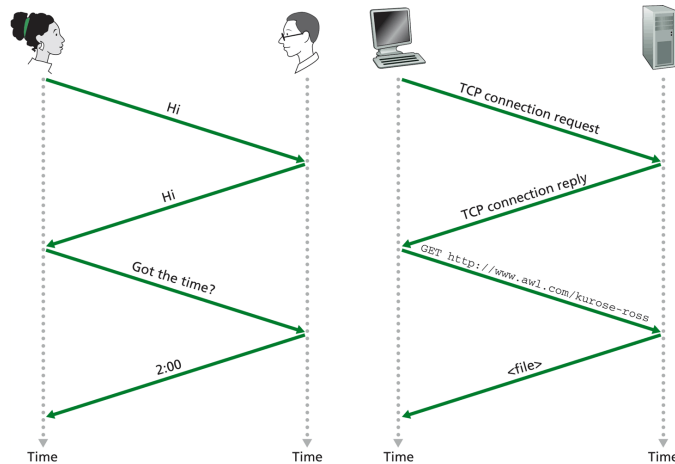 Hi
Hi
Got the time?
2:00
Time
Time
TCP connection request
TCP connection reply
GET http://www.awl.com/kurose-ross
<file>
Time
Time